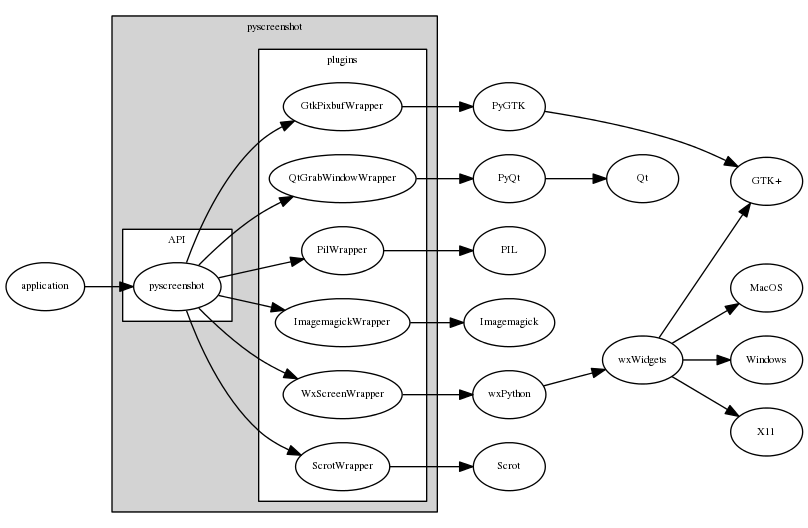 pyscreenshot
plugins
GtkPixbufWrapper
PyGTK
QtGrabWindowWrapper
PyQt
Qt
GTK+
API
PilWrapper
PIL
application
pyscreenshot
MacOS
ImagemagickWrapper
Imagemagick
wxWidgets
Windows
WxScreenWrapper
wxPython
X11
ScrotWrapper
Scrot